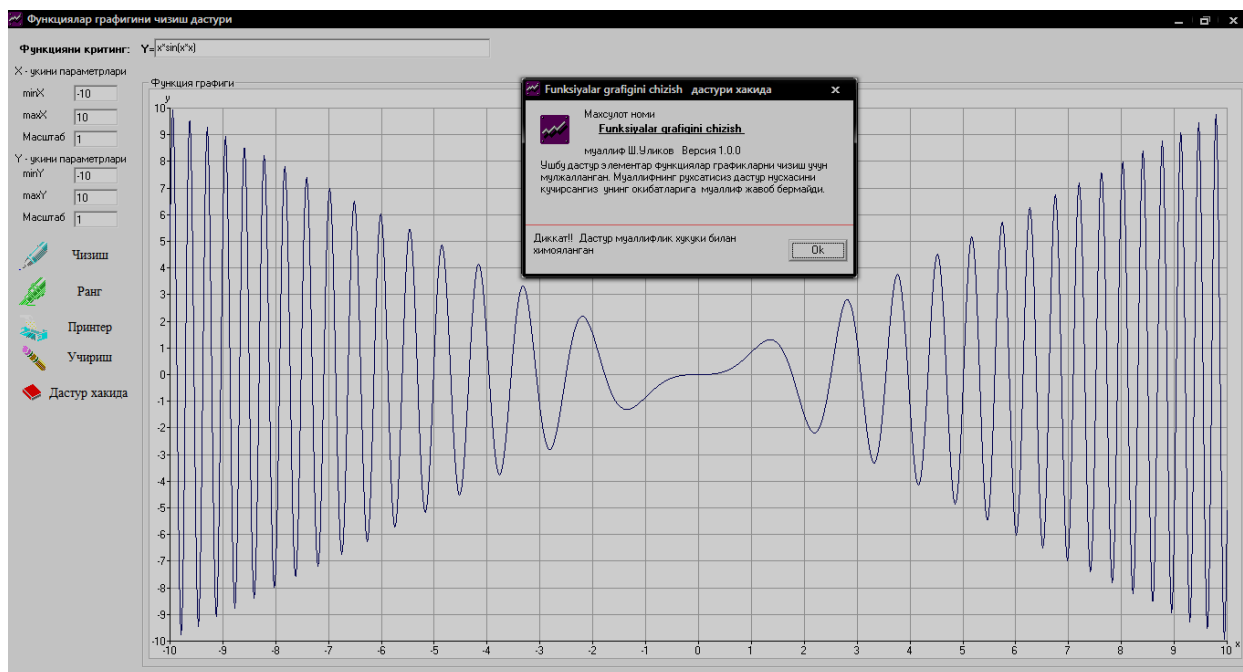 Функциялар графигини чизиш дастури
Функцияни критинг: Y= x*sin(x*x)
X - укини параметрлари
minX -10
maxX 10
Масштаб 1
Y - укини параметрлари
minY -10
maxY 10
Масштаб 1
Чизиш
Ранг
Принтер
Учириш
Дастур хакида
Функция графиги
y
10
9
8
7
6
5
4
3
2
1
0
-1
-2
-3
-4
-5
-6
-7
-8
-9
-10
-10 -9 -8 -7 -6 -5 -4 -3 -2 -1 0 1 2 3 4 5 6 7 8 9 10 x
Funksiyalar grafigini chizish дастури хакида
Махсулот номи
Funksiyalar grafigini chizish
муаллиф Ш.Уликов Версия 1.0.0
Ушбу дастур элементар функциялар графикларни чизиш учун
мулжалланган. Муаллифнинг рухсатисиз дастур нусхасини
кучирсангиз унинг окибатларига муаллиф жавоб бермайди.
Диккат!! Дастур муаллифлик хукуки билан
химояланган
Ok